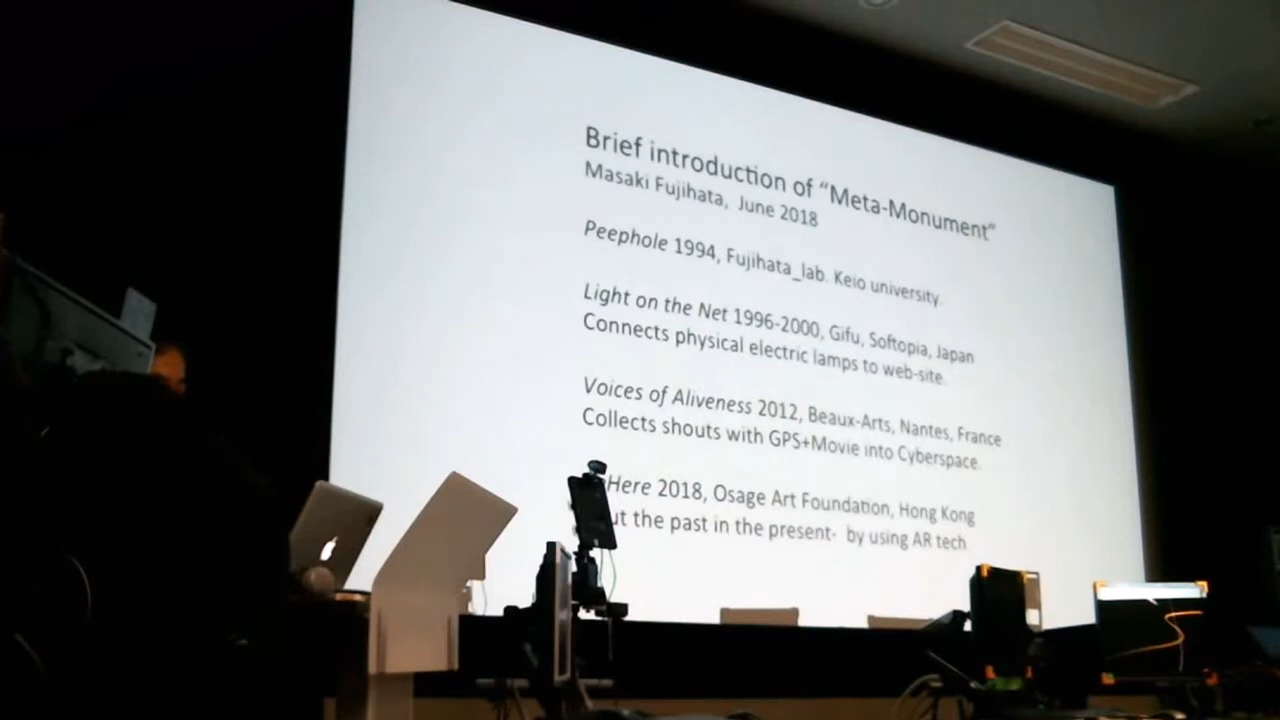 Brief introduction of “Meta-Monument”
Masaki Fujihata, June 2018
Peephole 1994, Fujihata_lab. Keio university.
Light on the Net 1996-2000, Gifu, Softopia, Japan
Connects physical electric lamps to web-site.
Voices of Aliveness 2012, Beaux-Arts, Nantes, France
Collects shouts with GPS+Movie into Cyberspace.
Here 2018, Osage Art Foundation, Hong Kong
the past in the present- by using AR tech